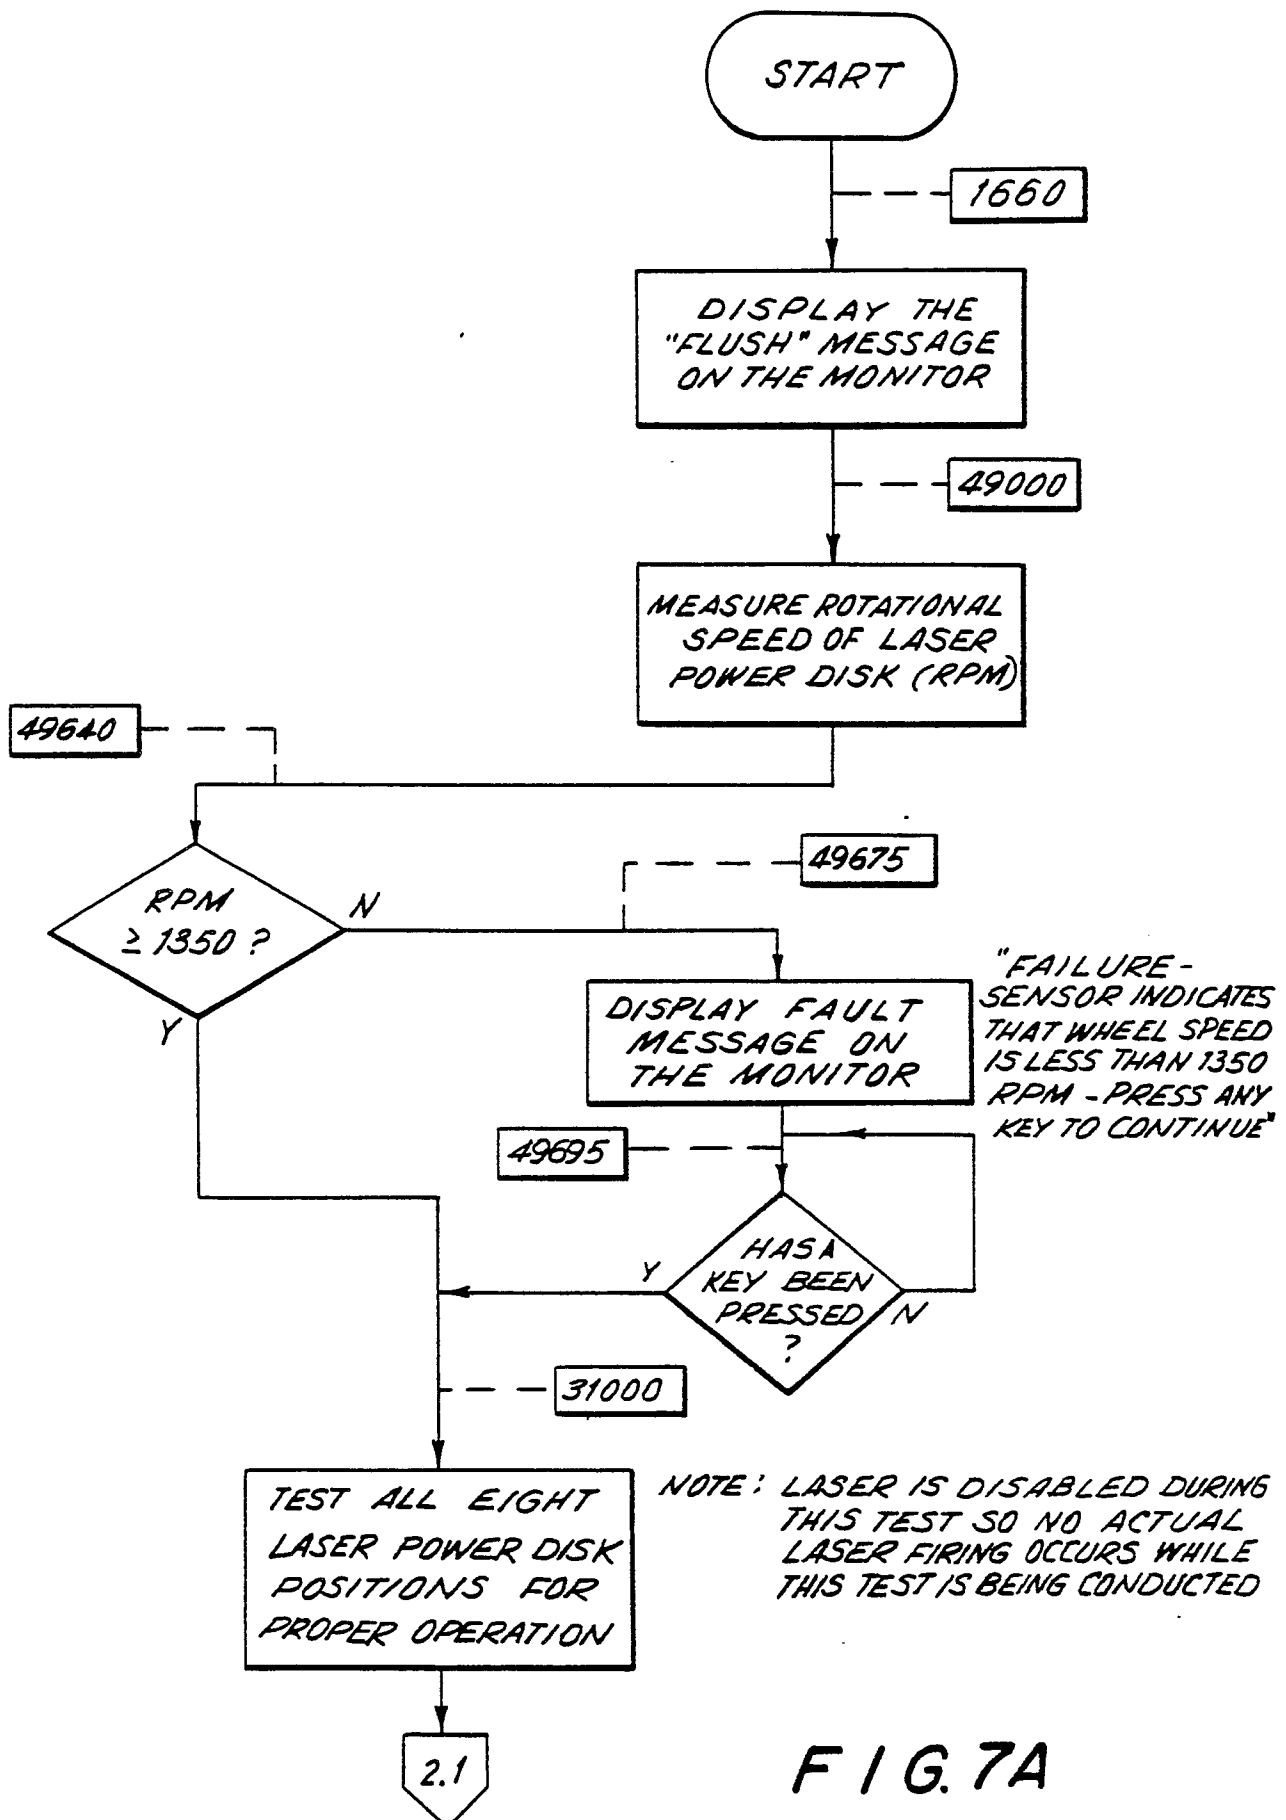 START
1660
DISPLAY THE
"FLUSH" MESSAGE
ON THE MONITOR
49000
MEASURE ROTATIONAL
SPEED OF LASER
POWER DISK (RPM)
49640
RPM
≥ 1350 ?
N
Y
49675
DISPLAY FAULT
MESSAGE ON
THE MONITOR
"FAILURE-
SENSOR INDICATES
THAT WHEEL SPEED
IS LESS THAN 1350
RPM - PRESS ANY
KEY TO CONTINUE"
49695
HAS A
KEY BEEN
PRESSED
?
Y
N
31000
TEST ALL EIGHT
LASER POWER DISK
POSITIONS FOR
PROPER OPERATION
NOTE: LASER IS DISABLED DURING
THIS TEST SO NO ACTUAL
LASER FIRING OCCURS WHILE
THIS TEST IS BEING CONDUCTED
2.1
FIG. 7A